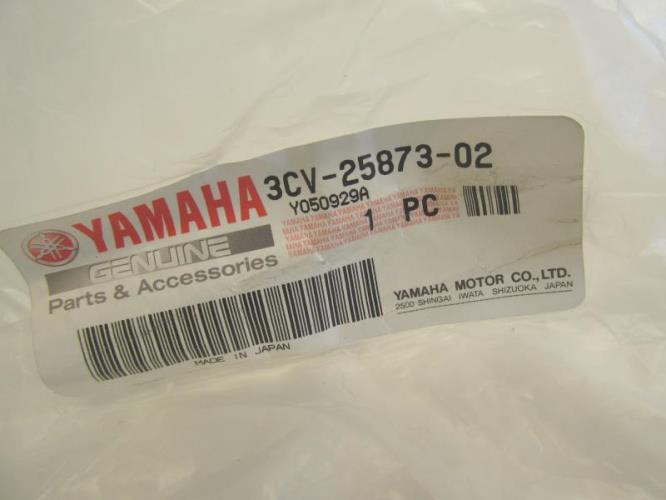 3CV-25873-02
Y050929A
YAMAHA
GENUINE
Parts & Accessories
1 PC
YAMAHA MOTOR CO.,LTD.
2500 SHINGAI IWATA SHIZUOKA JAPAN
MADE IN JAPAN